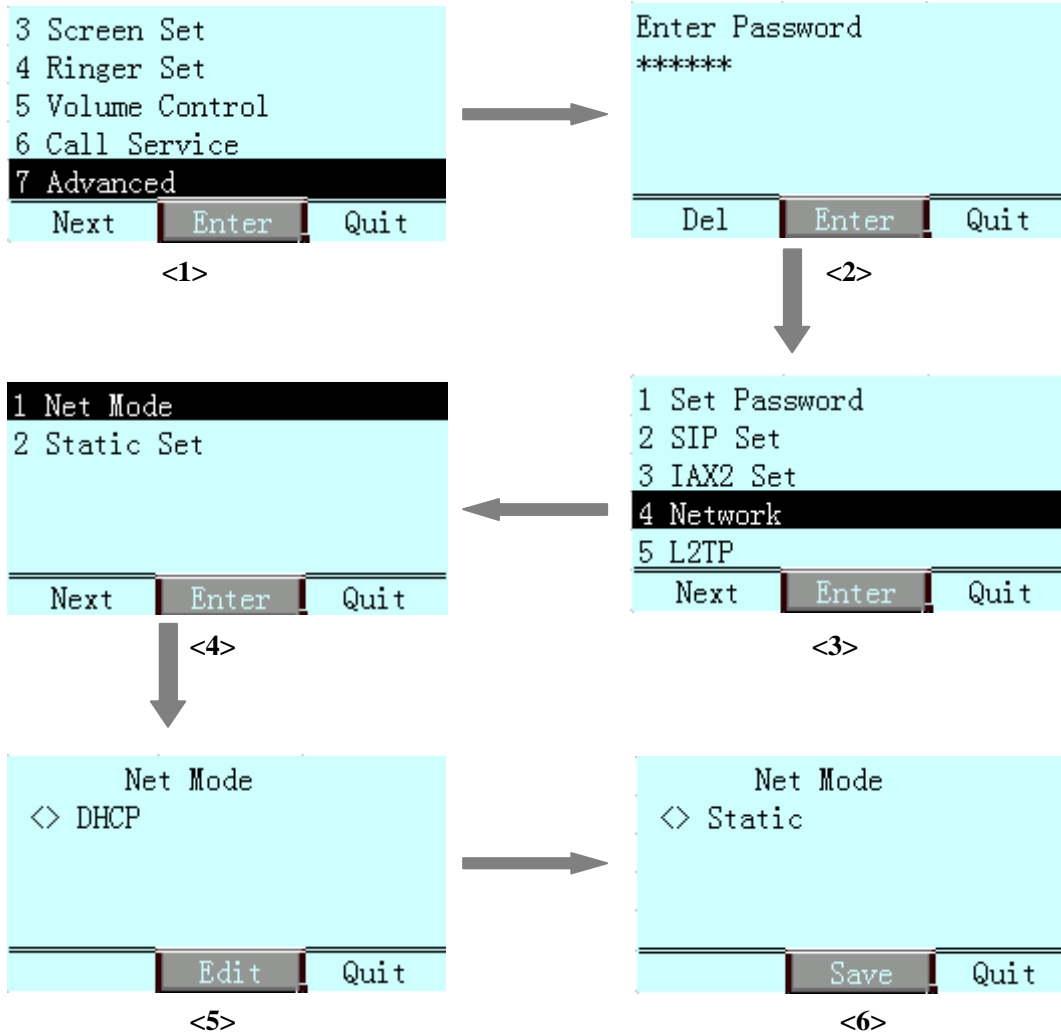 3 Screen Set
4 Ringer Set
5 Volume Control
6 Call Service
7 Advanced
Next Enter Quit
<1>
Enter Password
******
Del Enter Quit
<2>
1 Set Password
2 SIP Set
3 IAX2 Set
4 Network
5 L2TP
Next Enter Quit
<3>
1 Net Mode
2 Static Set
Next Enter Quit
<4>
Net Mode
<> DHCP
Edit Quit
<5>
Net Mode
<> Static
Save Quit
<6>